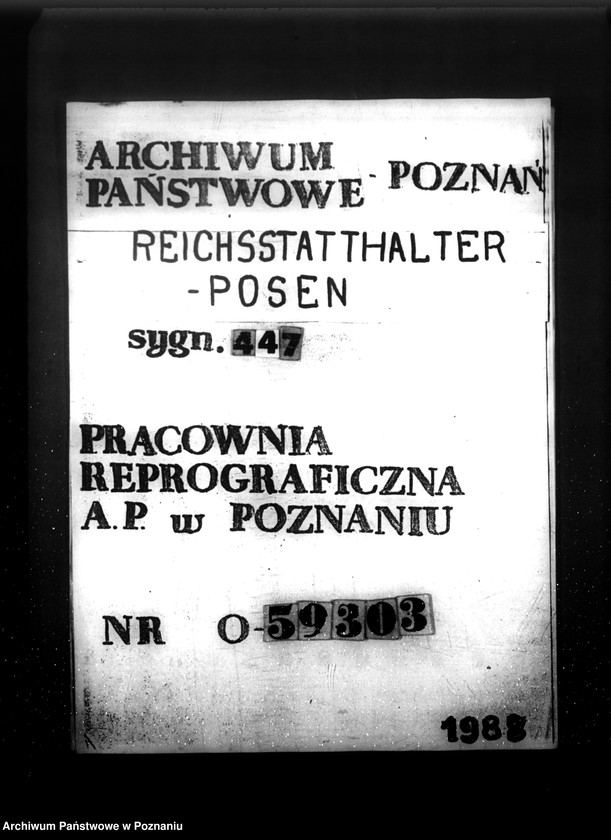 ARCHIWUM
PAŃSTWOWE - POZNAŃ
REICHSSTATTHALTER
-POSEN
sygn. 447
PRACOWNIA
REPROGRAFICZNA
A.P. w POZNANIU
NR O-59303
1988
Archiwum Państwowe w Poznaniu